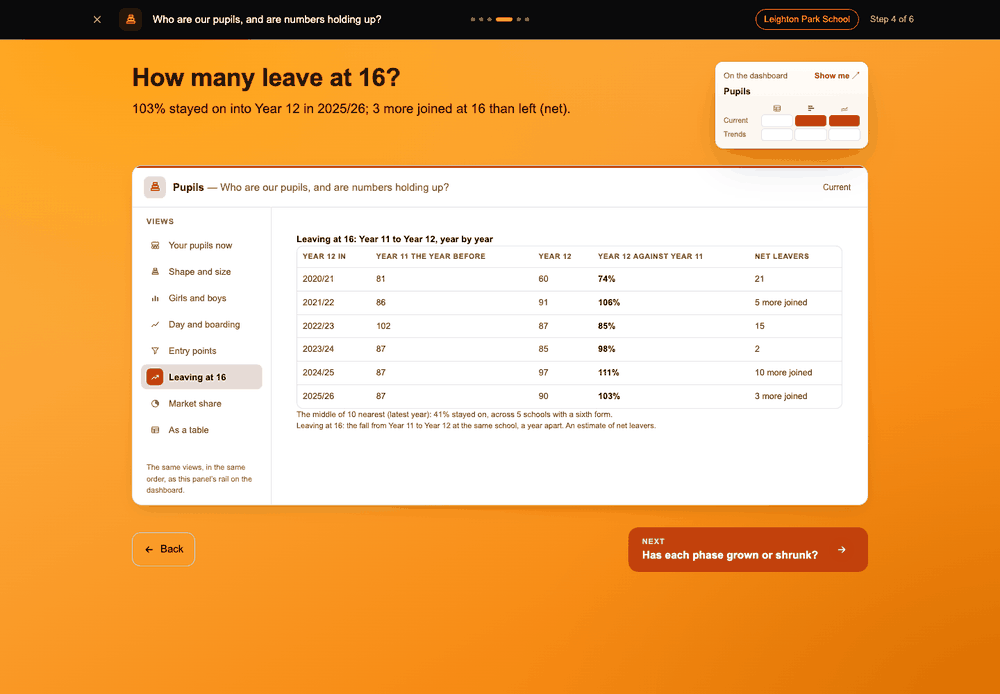 Who are our pupils, and are numbers holding up?
Leighton Park School
Step 4 of 6
How many leave at 16?
103% stayed on into Year 12 in 2025/26; 3 more joined at 16 than left (net).
On the dashboard
Show me
Pupils
Current
Trends
Pupils — Who are our pupils, and are numbers holding up?
Current
VIEWS
Your pupils now
Shape and size
Girls and boys
Day and boarding
Entry points
Leaving at 16
Market share
As a table
The same views, in the same
order, as this panel's rail on the
dashboard.
Leaving at 16: Year 11 to Year 12, year by year
YEAR 12 IN YEAR 11 THE YEAR BEFORE YEAR 12 YEAR 12 AGAINST YEAR 11 NET LEAVERS
2020/21 81 60 74% 21
2021/22 86 91 106% 5 more joined
2022/23 102 87 85% 15
2023/24 87 85 98% 2
2024/25 87 97 111% 10 more joined
2025/26 87 90 103% 3 more joined
The middle of 10 nearest (latest year): 41% stayed on, across 5 schools with a sixth form.
Leaving at 16: the fall from Year 11 to Year 12 at the same school, a year apart. An estimate of net leavers.
Back
NEXT
Has each phase grown or shrunk?